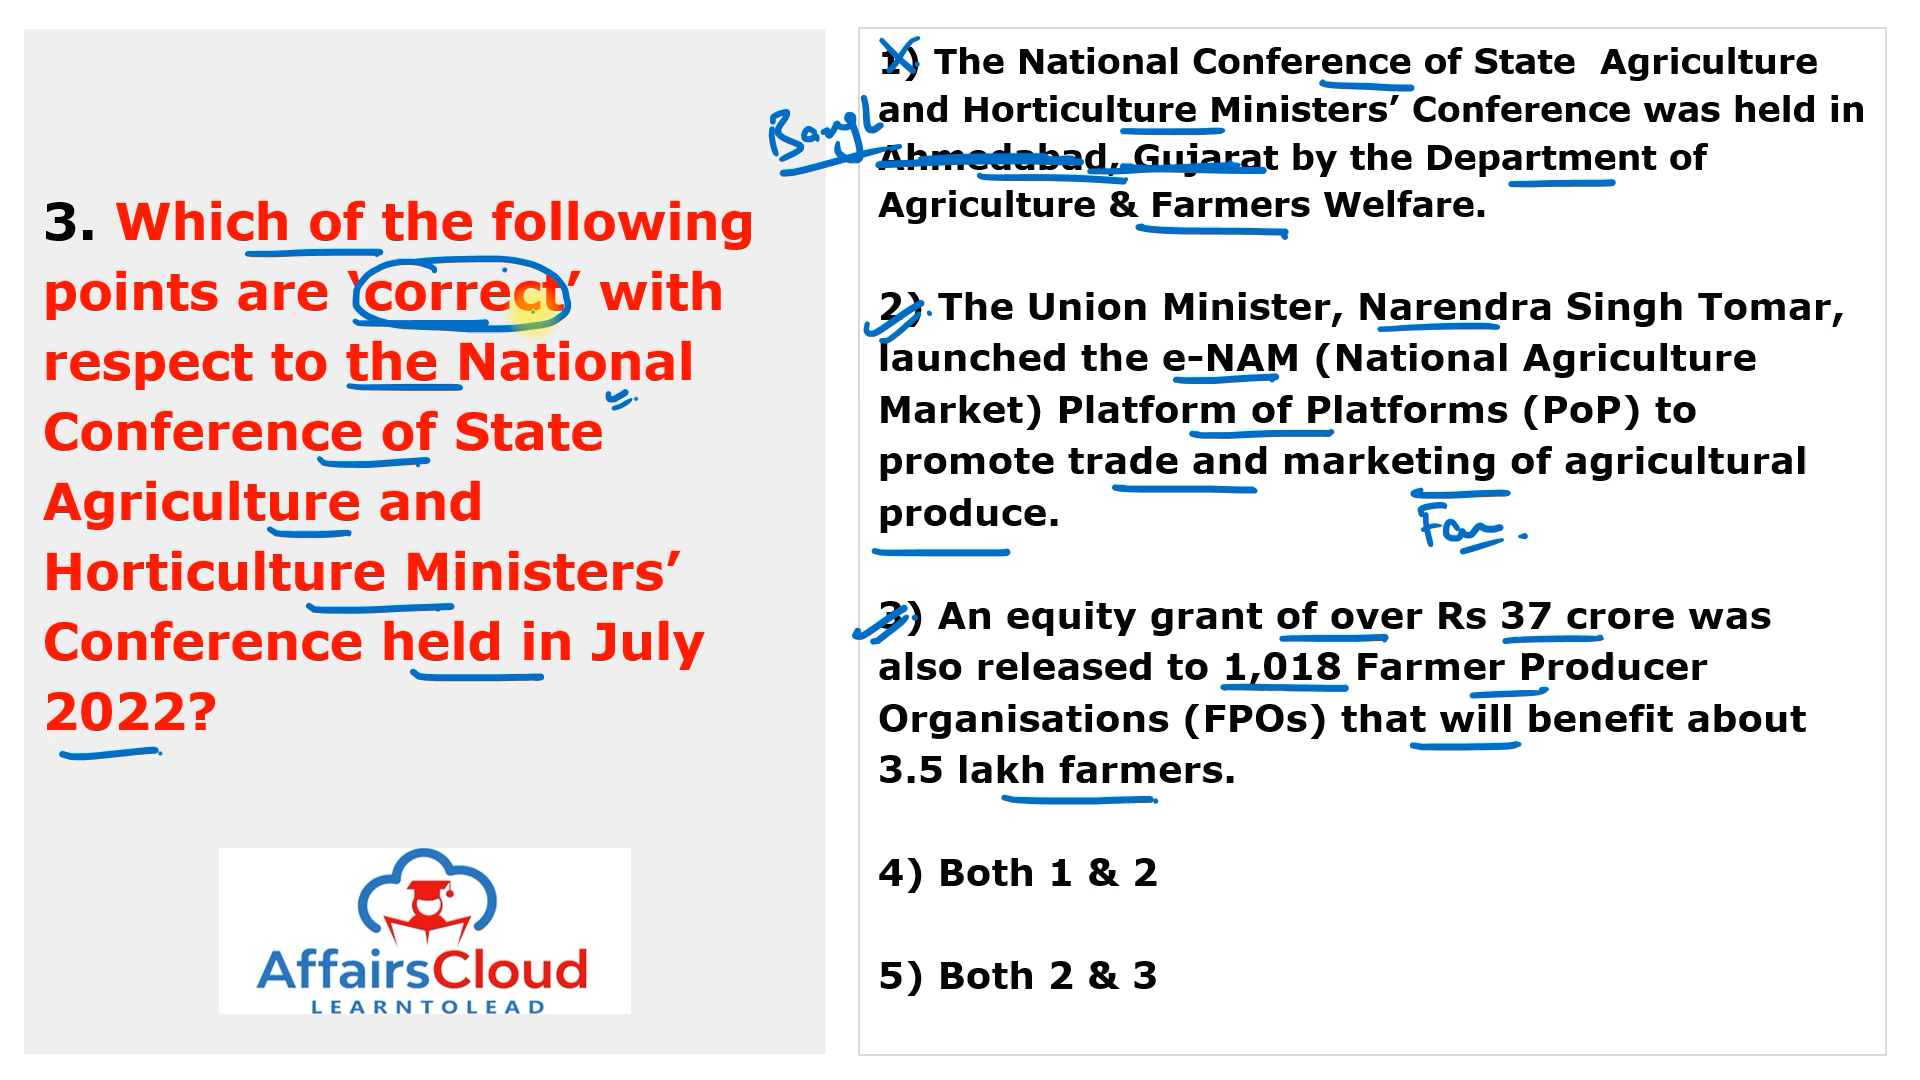 3. Which of the following
points are ‘correct’ with
respect to the National
Conference of State
Agriculture and
Horticulture Ministers’
Conference held in July
2022?
AffairsCloud
LEARNTOLEAD
1) The National Conference of State Agriculture
and Horticulture Ministers’ Conference was held in
Bangl
Ahmedabad, Gujarat by the Department of
Agriculture & Farmers Welfare.
2) The Union Minister, Narendra Singh Tomar,
launched the e-NAM (National Agriculture
Market) Platform of Platforms (PoP) to
promote trade and marketing of agricultural
produce.
3) An equity grant of over Rs 37 crore was
also released to 1,018 Farmer Producer
Organisations (FPOs) that will benefit about
3.5 lakh farmers.
4) Both 1 & 2
5) Both 2 & 3